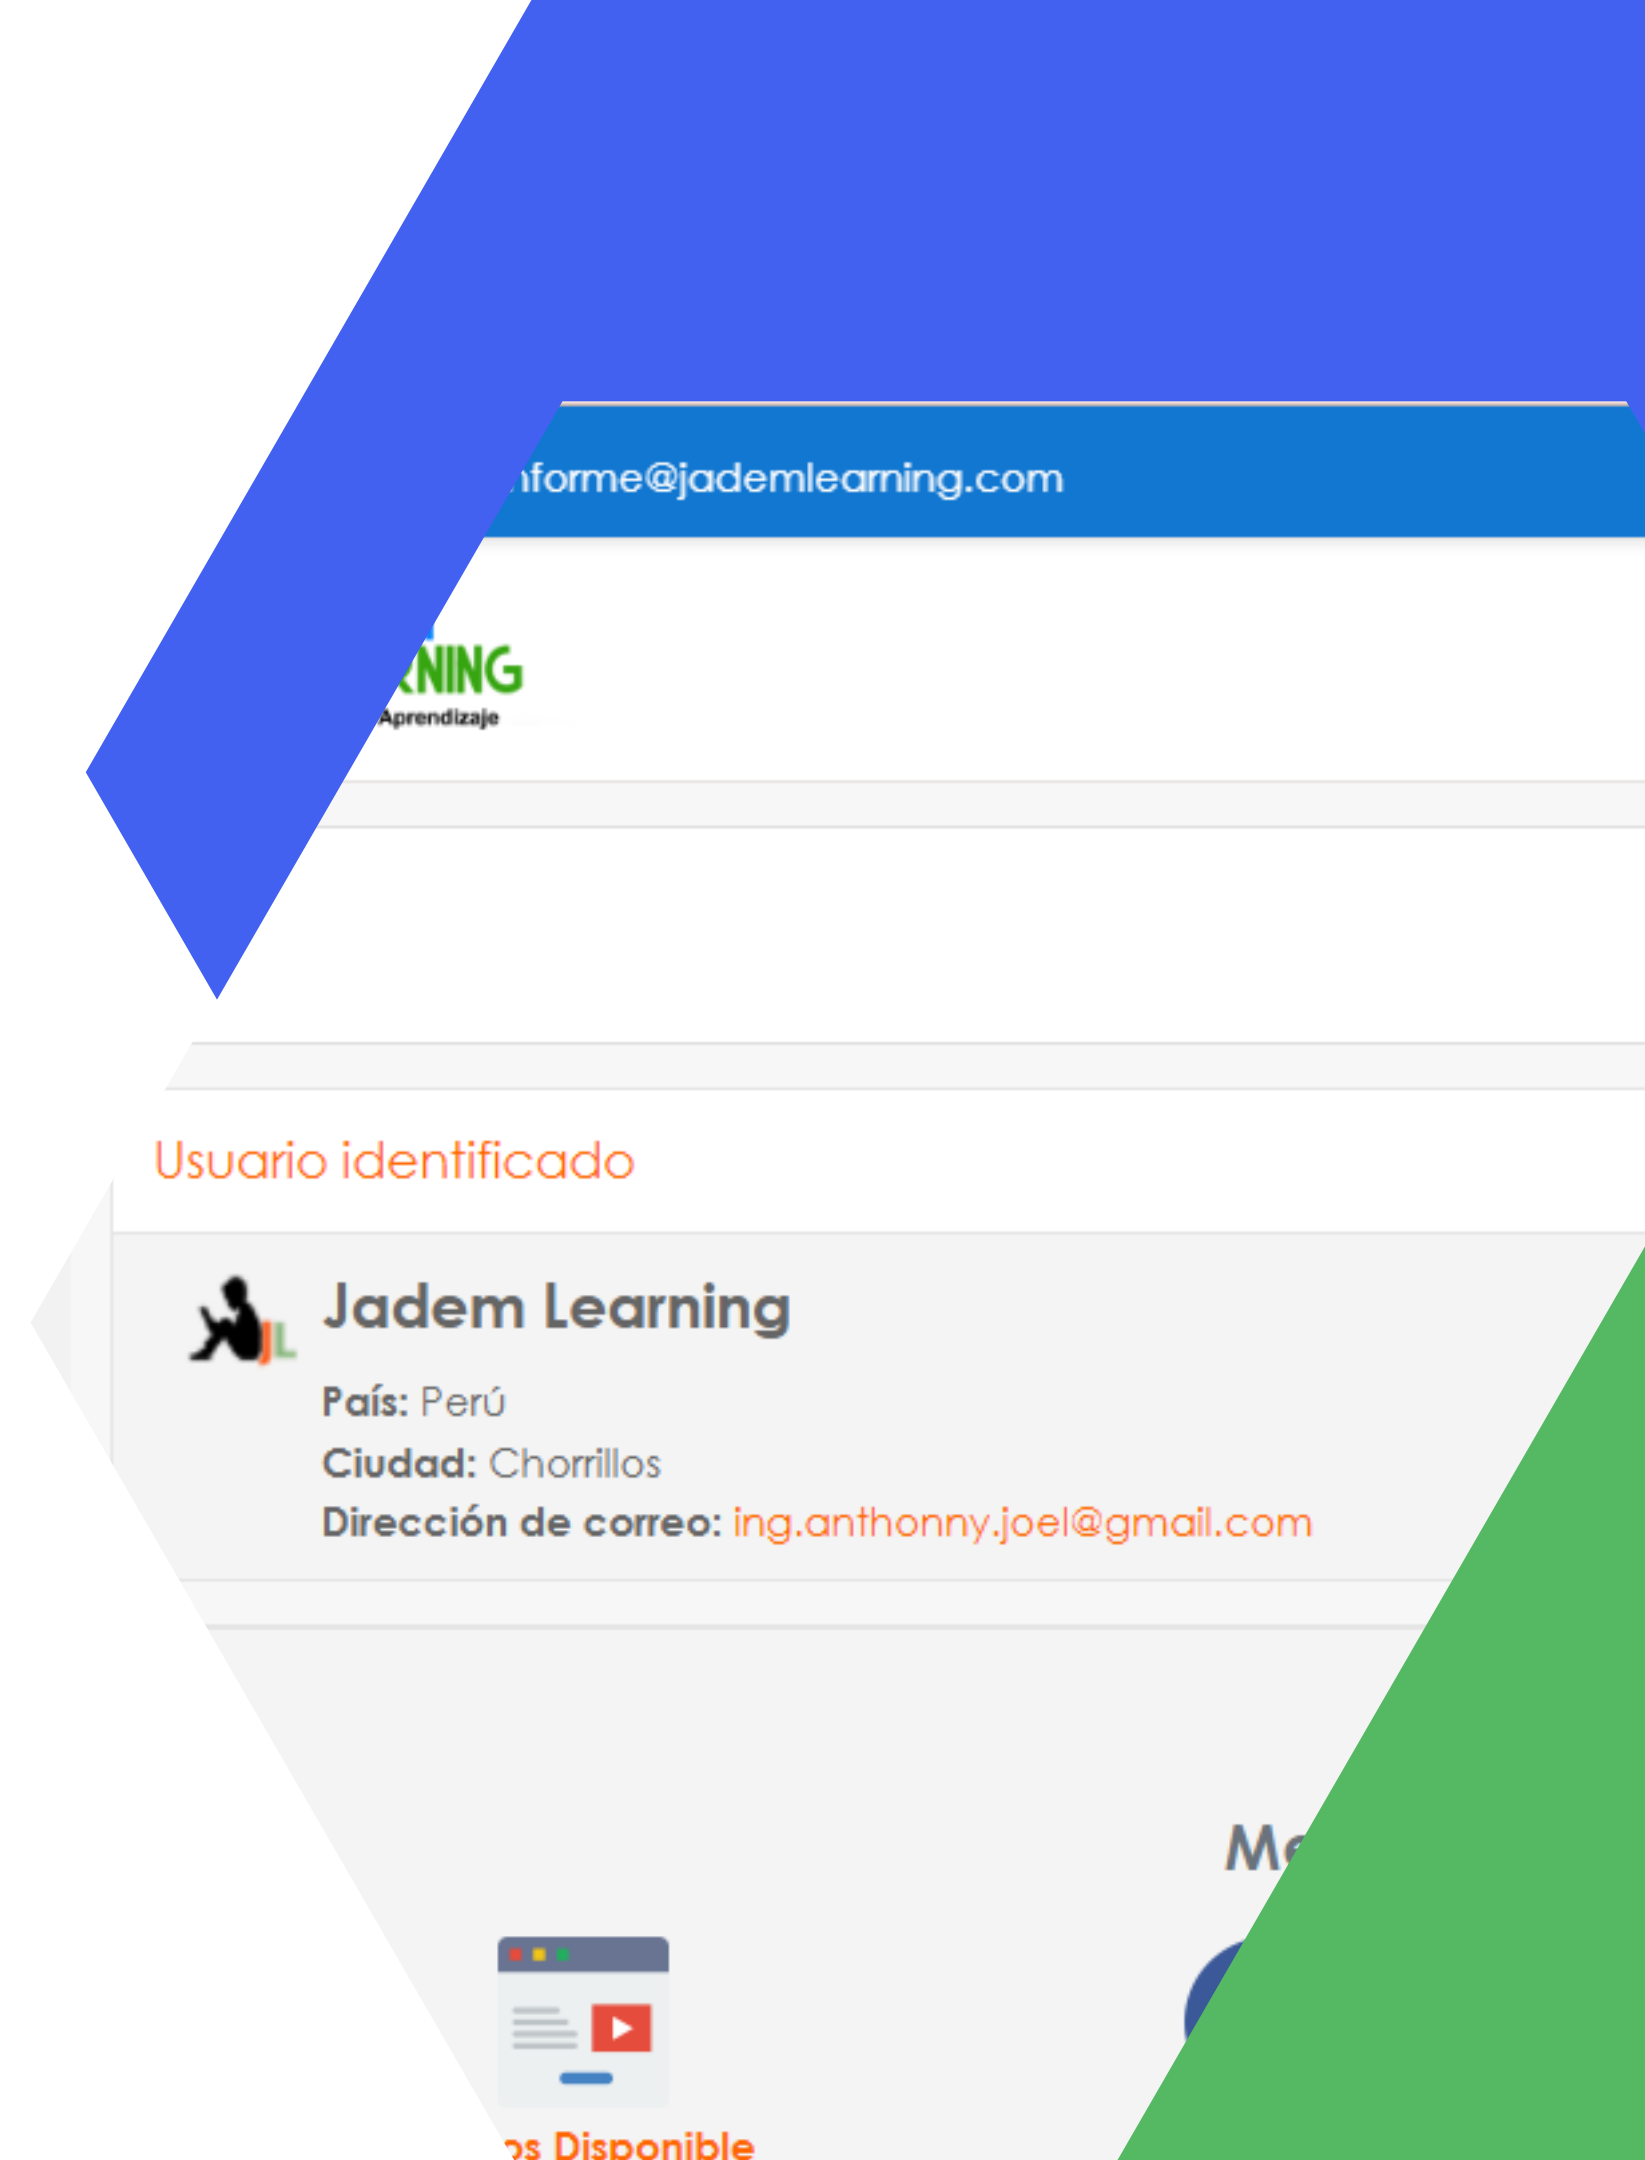 nforme@jademlearning.com
RNING
Aprendizaje
Usuario identificado
JL
Jadem Learning
País: Perú
Ciudad: Chorrillos
Dirección de correo: ing.anthonny.joel@gmail.com
os Disponible